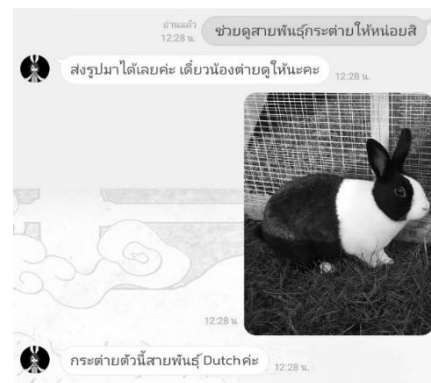 อ่านแล้ว
12:28 น.
ช่วยดูสายพันธุ์กระต่ายให้หน่อยสิ
ส่งรูปมาได้เลยค่ะ เดี๋ยวน้องต่ายดูให้นะคะ
12:28 น.
12:28 น.
กระต่ายตัวนี้สายพันธุ์ Dutchค่ะ
12:28 น.